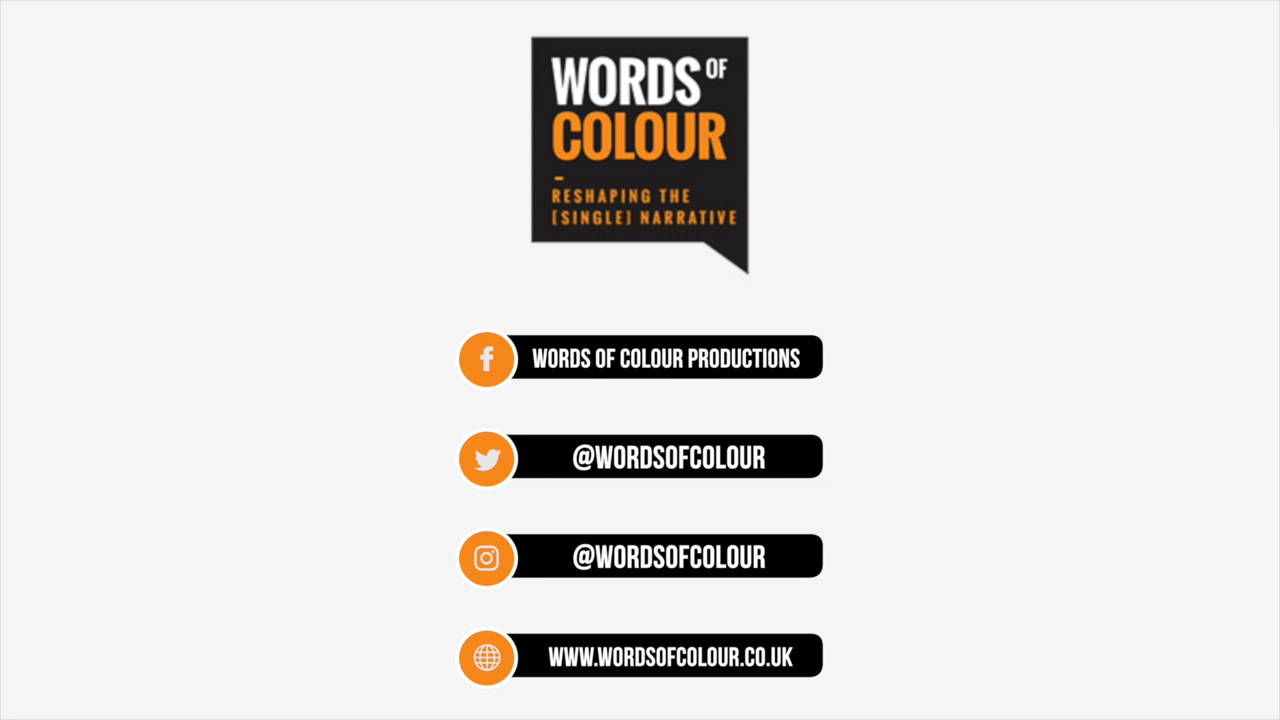 WORDS OF
COLOUR
-
RESHAPING THE
[SINGLE] NARRATIVE
WORDS OF COLOUR PRODUCTIONS
@WORDSOFCOLOUR
@WORDSOFCOLOUR
WWW.WORDSOFCOLOUR.CO.UK